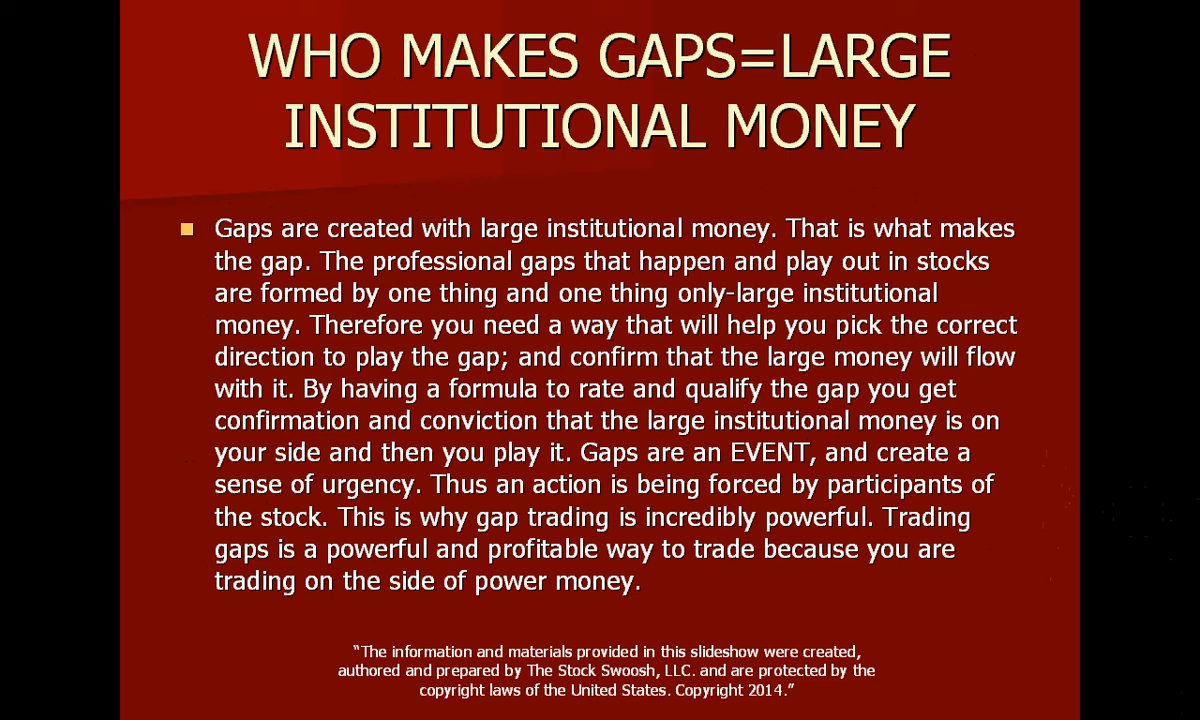 WHO MAKES GAPS=LARGE
INSTITUTIONAL MONEY
Gaps are created with large institutional money. That is what makes
the gap. The professional gaps that happen and play out in stocks
are formed by one thing and one thing only-large institutional
money. Therefore you need a way that will help you pick the correct
direction to play the gap; and confirm that the large money will flow
with it. By having a formula to rate and qualify the gap you get
confirmation and conviction that the large institutional money is on
your side and then you play it. Gaps are an EVENT, and create a
sense of urgency. Thus an action is being forced by participants of
the stock. This is why gap trading is incredibly powerful. Trading
gaps is a powerful and profitable way to trade because you are
trading on the side of power money.
“The information and materials provided in this slideshow were created,
authored and prepared by The Stock Swoosh, LLC. and are protected by the
copyright laws of the United States. Copyright 2014.”